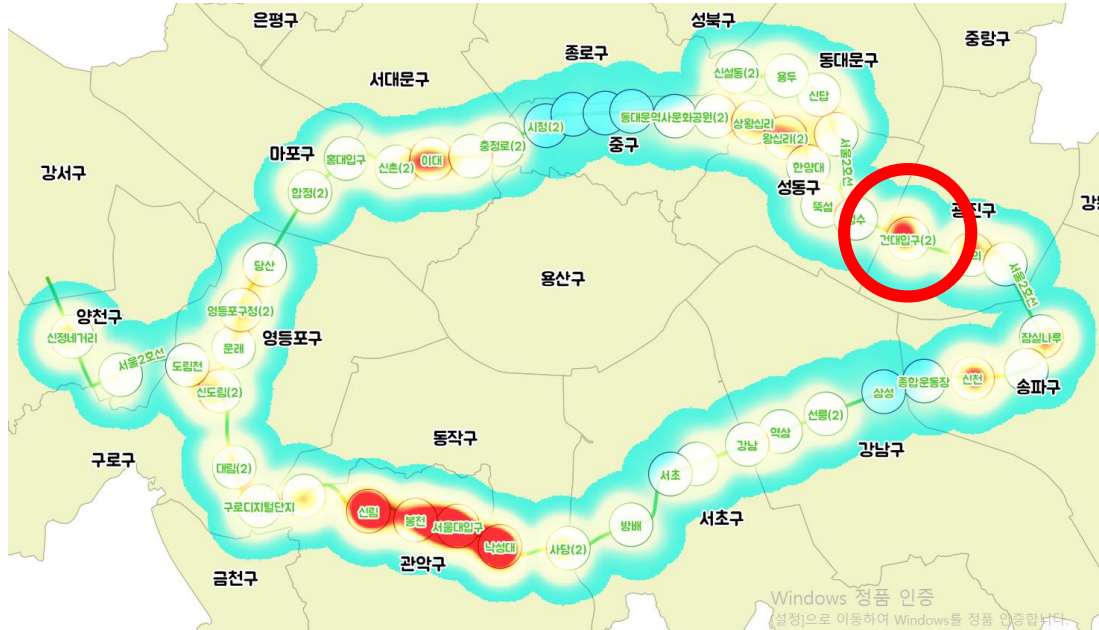 은평구
성북구
중랑구
종로구
동대문구
서대문구
신설동(2)
용두
신답
마포구
강서구
시청(2)
동대문역사문화공원(2)
상왕십리
왕십리(2)
중구
충정로(2)
홍대입구
신촌(2)
이대
합정(2)
한양대
서울2호선
성동구
뚝섬
광진구
건대입구(2)
당산
용산구
서울2호선
영등포구청(2)
양천구
신정네거리
영등포구
문래
잠실나루
서울2호선
도림천
신도림(2)
삼성
종합운동장
신천
송파구
선릉(2)
역삼
강남
강남구
동작구
구로구
대림(2)
서초
구로디지털단지
신림
봉천
서울대입구
낙성대
사당(2)
방배
서초구
관악구
금천구
Windows 정품 인증
[설정]으로 이동하여 Windows를 정품 인증합니다.